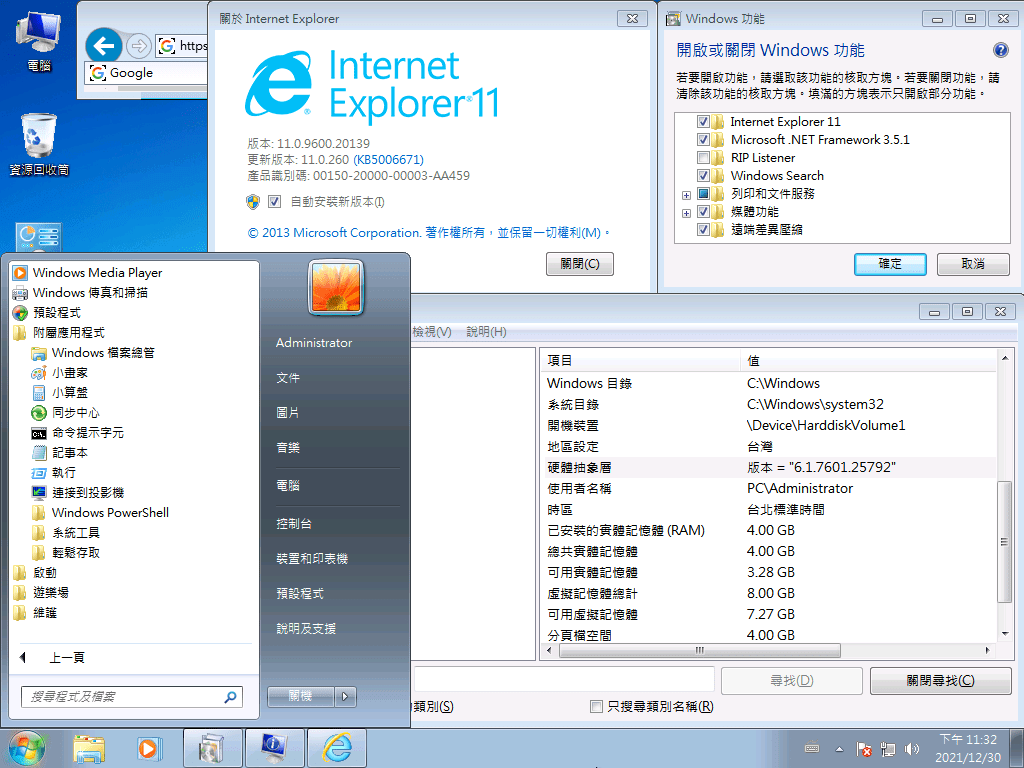 電腦
資源回收筒
https
Google
關於 Internet Explorer
Internet
Explorer 11
版本: 11.0.9600.20139
更新版本: 11.0.260 (KB5006671)
產品識別碼: 00150-20000-00003-AA459
自動安裝新版本(I)
© 2013 Microsoft Corporation. 著作權所有，並保留一切權利(M)。
關閉(C)
Windows 功能
開啟或關閉 Windows 功能
若要開啟功能，請選取該功能的核取方塊。若要關閉功能，請
清除該功能的核取方塊。填滿的方塊表示只開啟部分功能。
Internet Explorer 11
Microsoft .NET Framework 3.5.1
RIP Listener
Windows Search
列印和文件服務
媒體功能
遠端差異壓縮
確定
取消
Windows Media Player
Windows 傳真和掃描
預設程式
附屬應用程式
Windows 檔案總管
小畫家
小算盤
同步中心
命令提示字元
記事本
執行
連接到投影機
Windows PowerShell
系統工具
輕鬆存取
啟動
遊樂場
維護
上一頁
搜尋程式及檔案
Administrator
文件
圖片
音樂
電腦
控制台
裝置和印表機
預設程式
說明及支援
關機
檢視(V) 說明(H)
項目 值
Windows 目錄 C:\Windows
系統目錄 C:\Windows\system32
開機裝置 \Device\HarddiskVolume1
地區設定 台灣
硬體抽象層 版本 = "6.1.7601.25792"
使用者名稱 PC\Administrator
時區 台北標準時間
已安裝的實體記憶體 (RAM) 4.00 GB
總共實體記憶體 4.00 GB
可用實體記憶體 3.28 GB
虛擬記憶體總計 8.00 GB
可用虛擬記憶體 7.27 GB
分頁檔空間 4.00 GB
尋找(D)
關閉尋找(C)
類別(S)
只搜尋類別名稱(R)
下午 11:32
2021/12/30